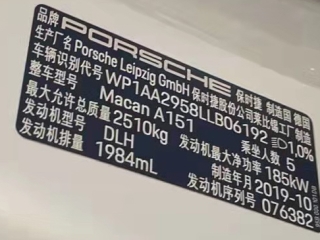 品牌 PORSCHE 保时捷 制造国 德国
生产厂名 Porsche Leipzig GmbH 保时捷股份公司莱比锡工厂制造
车辆识别代号 WP1AA2958LLB06192 1,0%
整车型号 Macan A151 乘坐人数 5
最大允许总质量 2510kg 发动机最大净功率 185kW
发动机型号 DLH 制造年月 2019-10
发动机排量 1984mL 发动机序列号 076382